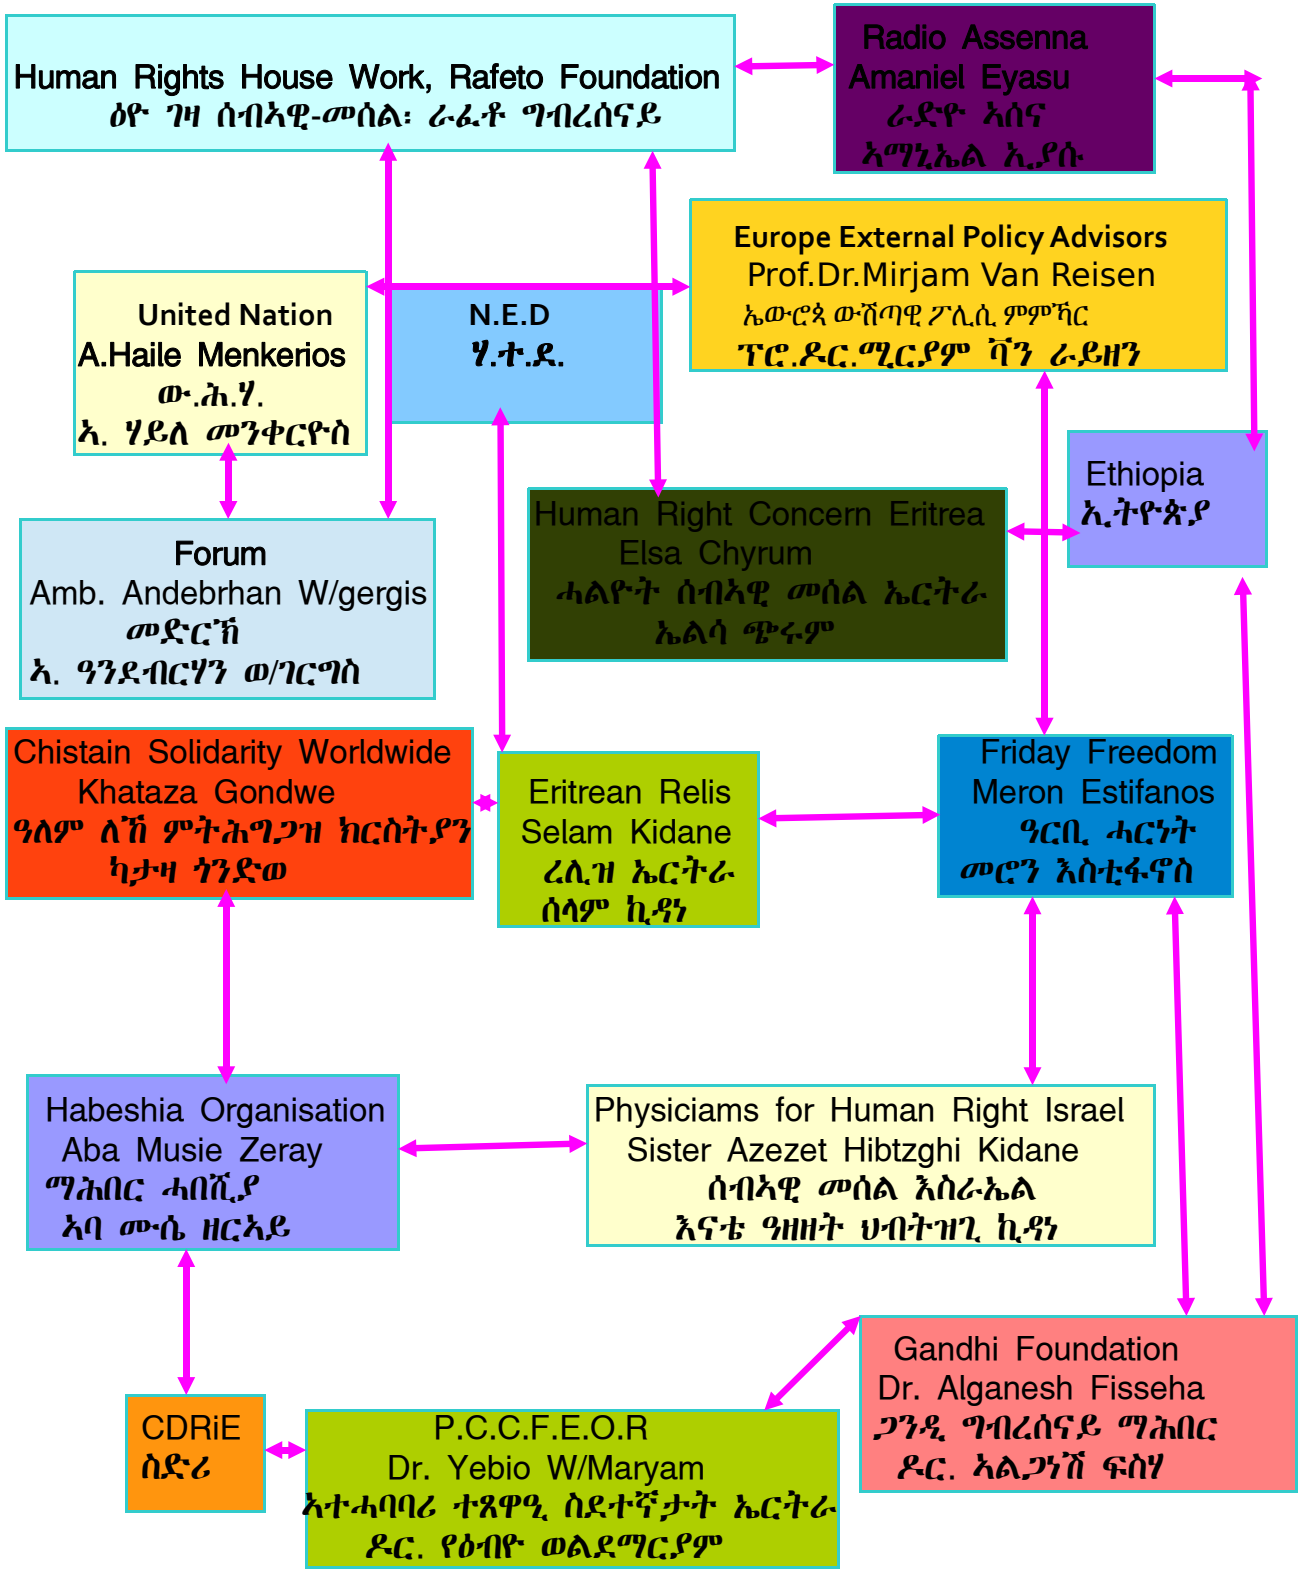 Human Rights House Work, Rafeto Foundation
ዕዮ ገዛ ሰብኣዊ-መሰል፡ ራፈቶ ግብረሰናይ
Radio Assenna
Amaniel Eyasu
ራድዮ ኣሰና
ኣማኒኤል ኢያሱ
Europe External Policy Advisors
Prof.Dr.Mirjam Van Reisen
ኤውሮጳ ውሽጣዊ ፖሊሲ ምምኻር
ፕሮ.ዶር.ሚርያም ቫን ራይዘን
United Nation
A.Haile Menkerios
ው.ሕ.ሃ.
ኣ. ሃይለ መንቀርዮስ
N.E.D
ሃ.ተ.ደ.
Ethiopia
ኢትዮጵያ
Human Right Concern Eritrea
Elsa Chyrum
ሓልዮት ሰብኣዊ መሰል ኤርትራ
ኤልሳ ጭሩም
Forum
Amb. Andebrhan W/gergis
መድርኽ
ኣ. ዓንደብርሃን ወ/ገርግስ
Chistain Solidarity Worldwide
Khataza Gondwe
ዓለም ለኸ ምትሕግጋዝ ክርስትያን
ካታዛ ጎንድወ
Eritrean Relis
Selam Kidane
ረሊዝ ኤርትራ
ሰላም ኪዳነ
Friday Freedom
Meron Estifanos
ዓርቢ ሓርነት
መሮን እስቲፋኖስ
Habeshia Organisation
Aba Musie Zeray
ማሕበር ሓበሺያ
ኣባ ሙሴ ዘርኣይ
Physiciams for Human Right Israel
Sister Azezet Hibtzghi Kidane
ሰብኣዊ መሰል እስራኤል
እናቴ ዓዘዘት ህብትዝጊ ኪዳነ
Gandhi Foundation
Dr. Alganesh Fisseha
ጋንዲ ግብረሰናይ ማሕበር
ዶር. ኣልጋነሽ ፍስሃ
CDRiE
ስድሪ
P.C.C.F.E.O.R
Dr. Yebio W/Maryam
ኣተሓባባሪ ተጸዋዒ ስደተኛታት ኤርትራ
ዶር. የዕብዮ ወልደማርያም